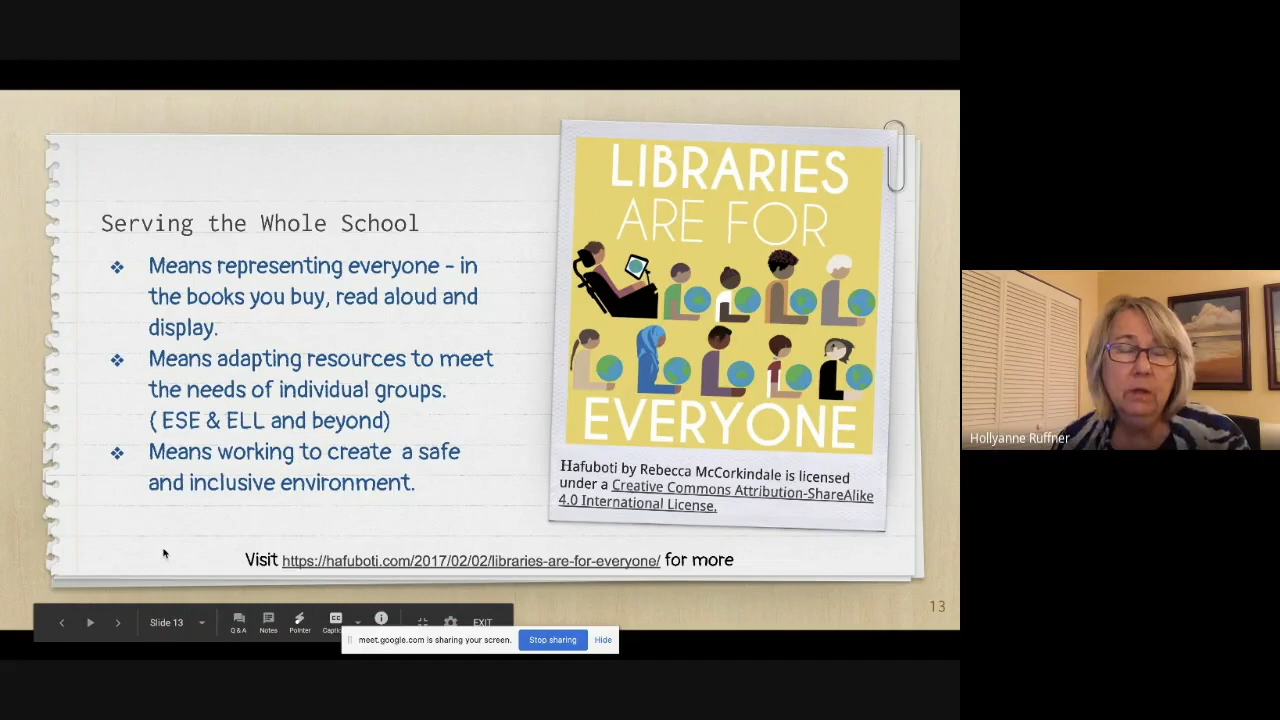 Serving the Whole School
❖ Means representing everyone - in
the books you buy, read aloud and
display.
❖ Means adapting resources to meet
the needs of individual groups.
( ESE & ELL and beyond)
❖ Means working to create a safe
and inclusive environment.
LIBRARIES
ARE FOR
EVERYONE
Hafuboti by Rebecca McCorkindale is licensed
under a Creative Commons Attribution-ShareAlike
4.0 International License.
Visit https://hafuboti.com/2017/02/02/libraries-are-for-everyone/ for more
13
Slide 13
Q & A
Notes
Pointer
EXIT
meet.google.com is sharing your screen.
Stop sharing
Hide
Hollyanne Ruffner